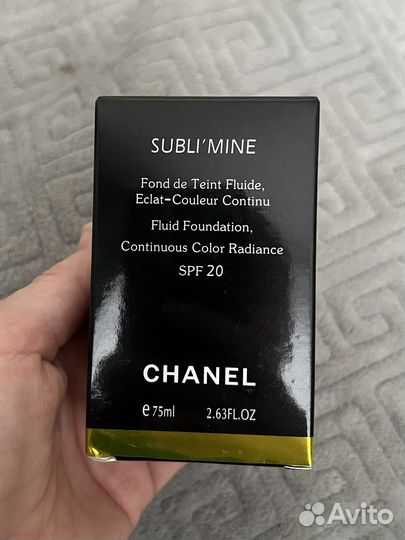 SUBLI'MINE
Fond de Teint Fluide,
Eclat-Couleur Continu
Fluid Foundation,
Continuous Color Radiance
SPF 20
CHANEL
℮75ml 2.63FL.OZ
Avito